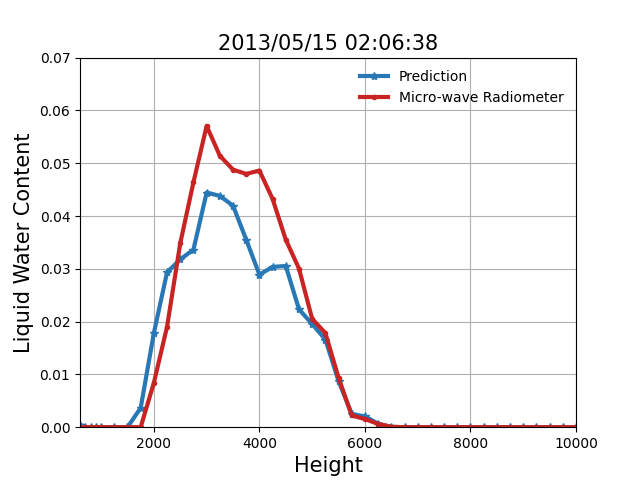 2013/05/15 02:06:38
0.07
0.06
0.05
0.04
0.03
0.02
0.01
0.00
Liquid Water Content
Prediction
Micro-wave Radiometer
2000 4000 6000 8000 10000
Height